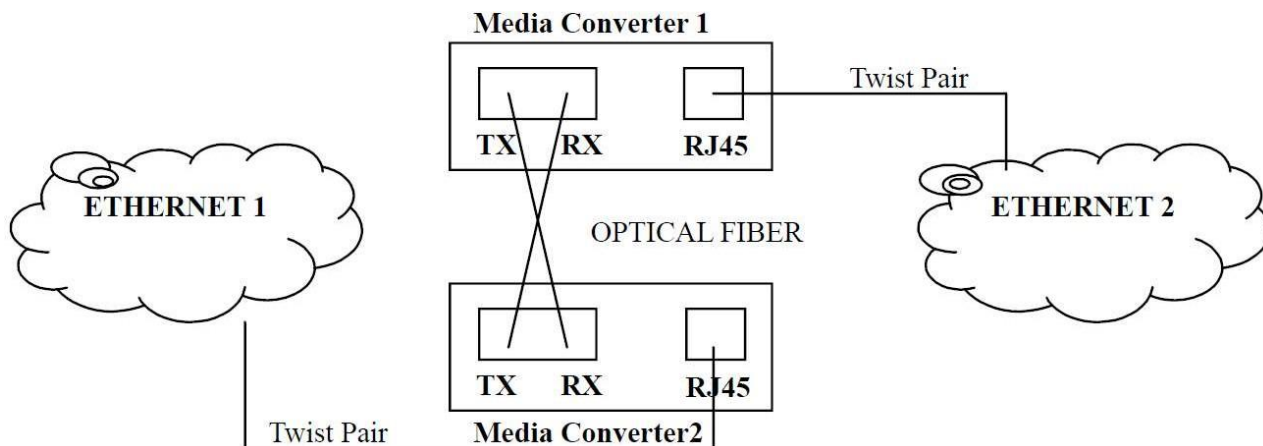 Media Converter 1
Twist Pair
TX RX RJ45
ETHERNET 1
ETHERNET 2
OPTICAL FIBER
TX RX RJ45
Twist Pair
Media Converter2